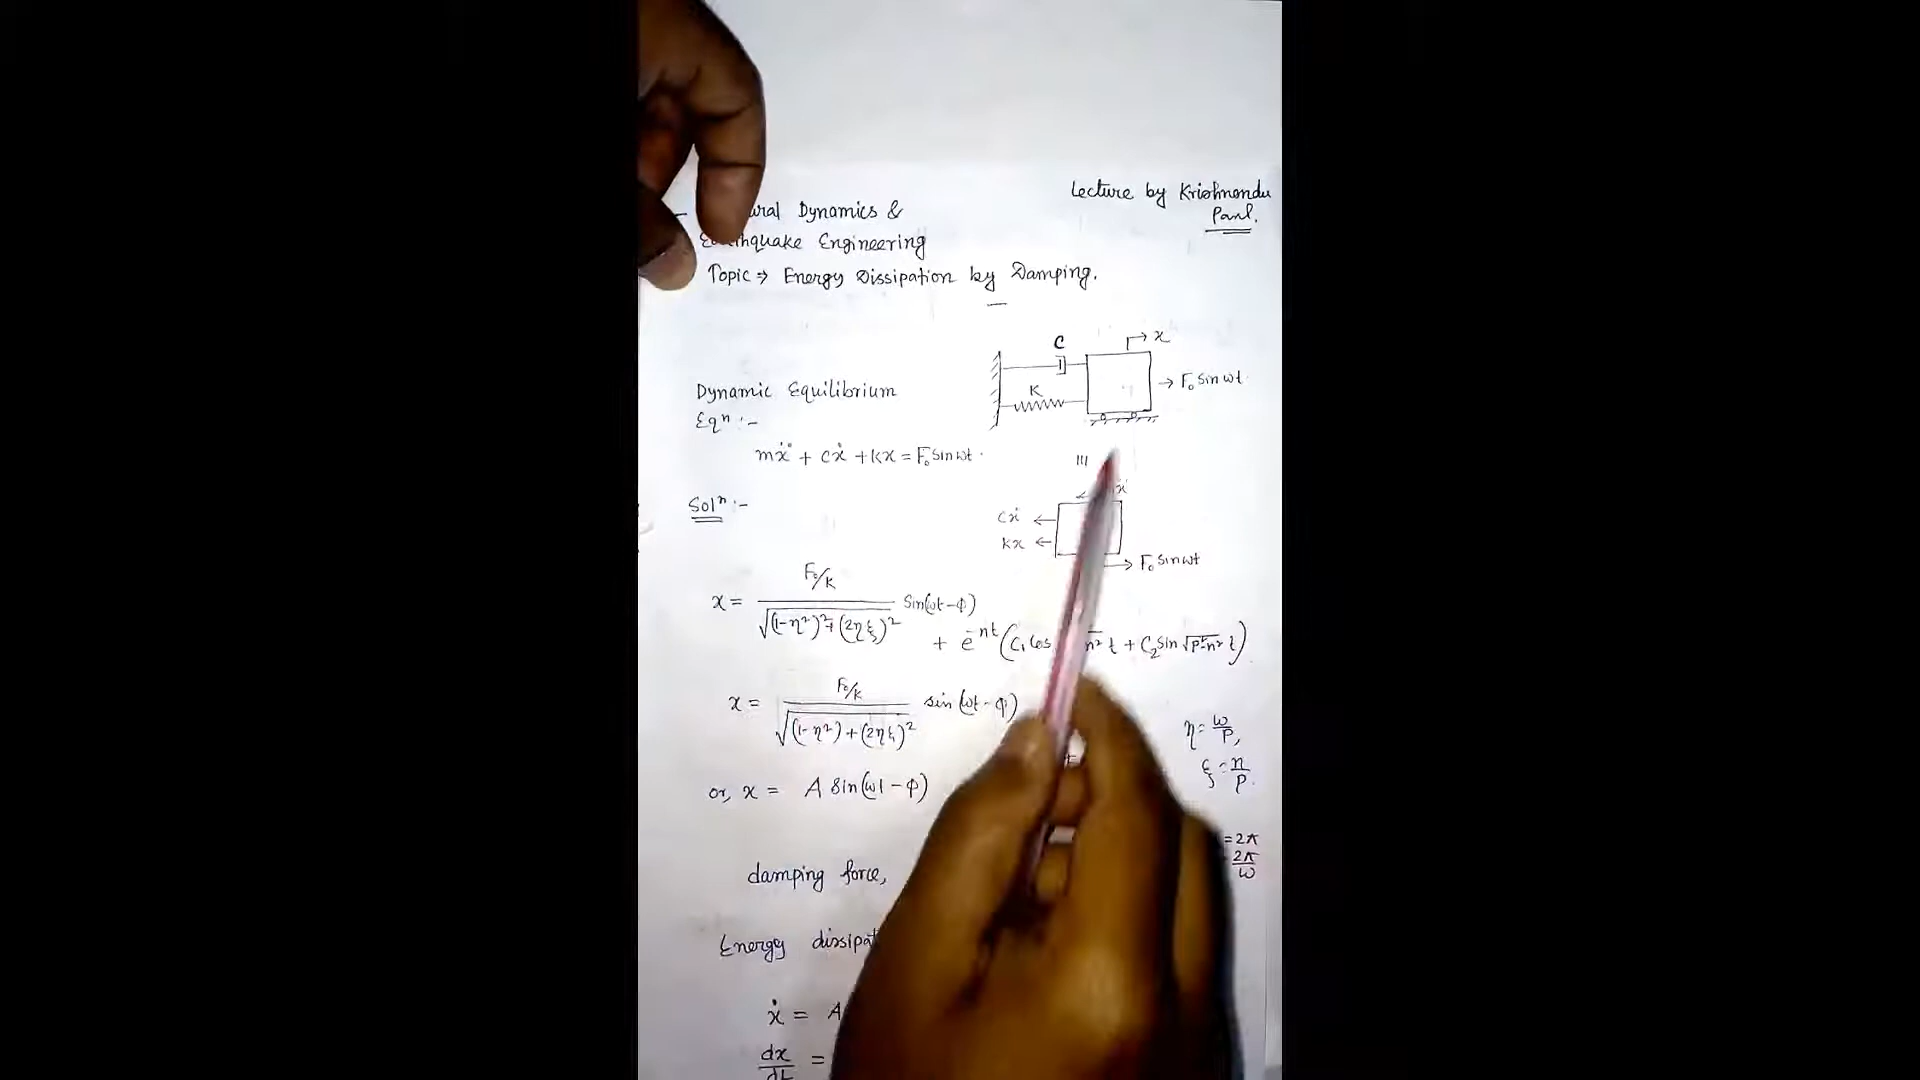 Lecture by Krishnendu
Paul.
Dynamics &
Earthquake Engineering
Topic ⇒ Energy Dissipation by Damping.
C
→ x
K
→ F₀ sin ωt
Dynamic Equilibrium
Eqⁿ :-
mẍ + cẋ + kx = F₀ sin ωt
Solⁿ :-
cẋ ←
kx ←
→ F₀ sin ωt
x = F₀/k / √((1-η²)² + (2ηξ)²) Sin(ωt - φ)
+ e^-nt (C₁ Cos n² t + C₂ sin √p²-n² t)
x = F₀/k / √((1-η²) + (2ηξ)²) sin (ωt - φ)
η = ω/p,
ξ = n/p.
or, x = A Sin(ωt - φ)
= 2π
2π/ω
damping force,
Energy
ẋ = A
dx/dt =